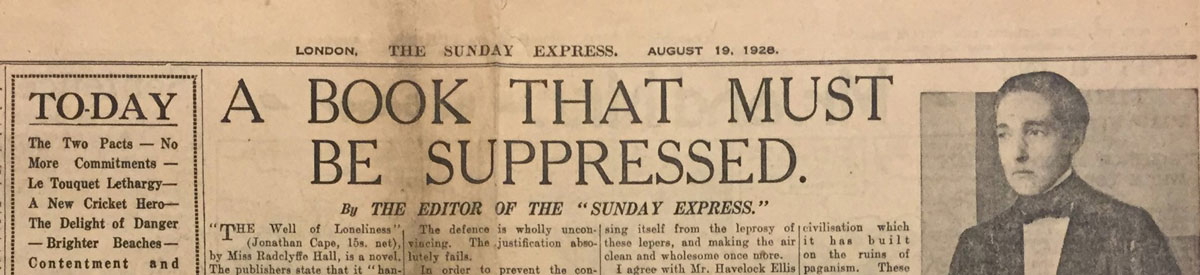 LONDON, THE SUNDAY EXPRESS. AUGUST 19, 1928.
TO-DAY
The Two Pacts — No
More Commitments —
Le Touquet Lethargy—
A New Cricket Hero—
The Delight of Danger
— Brighter Beaches—
Contentment and
A BOOK THAT MUST
BE SUPPRESSED.
By THE EDITOR OF THE "SUNDAY EXPRESS."
"THE Well of Loneliness"
(Jonathan Cape, 15s. net),
by Miss Radclyffe Hall, is a novel.
The publishers state that it "han-
The defence is wholly uncon-
vincing. The justification abso-
lutely fails.
In order to prevent the con-
sing itself from the leprosy of
these lepers, and making the air
clean and wholesome once more.
I agree with Mr. Havelock Ellis
civilisation which
it has built
on the ruins of
paganism. These